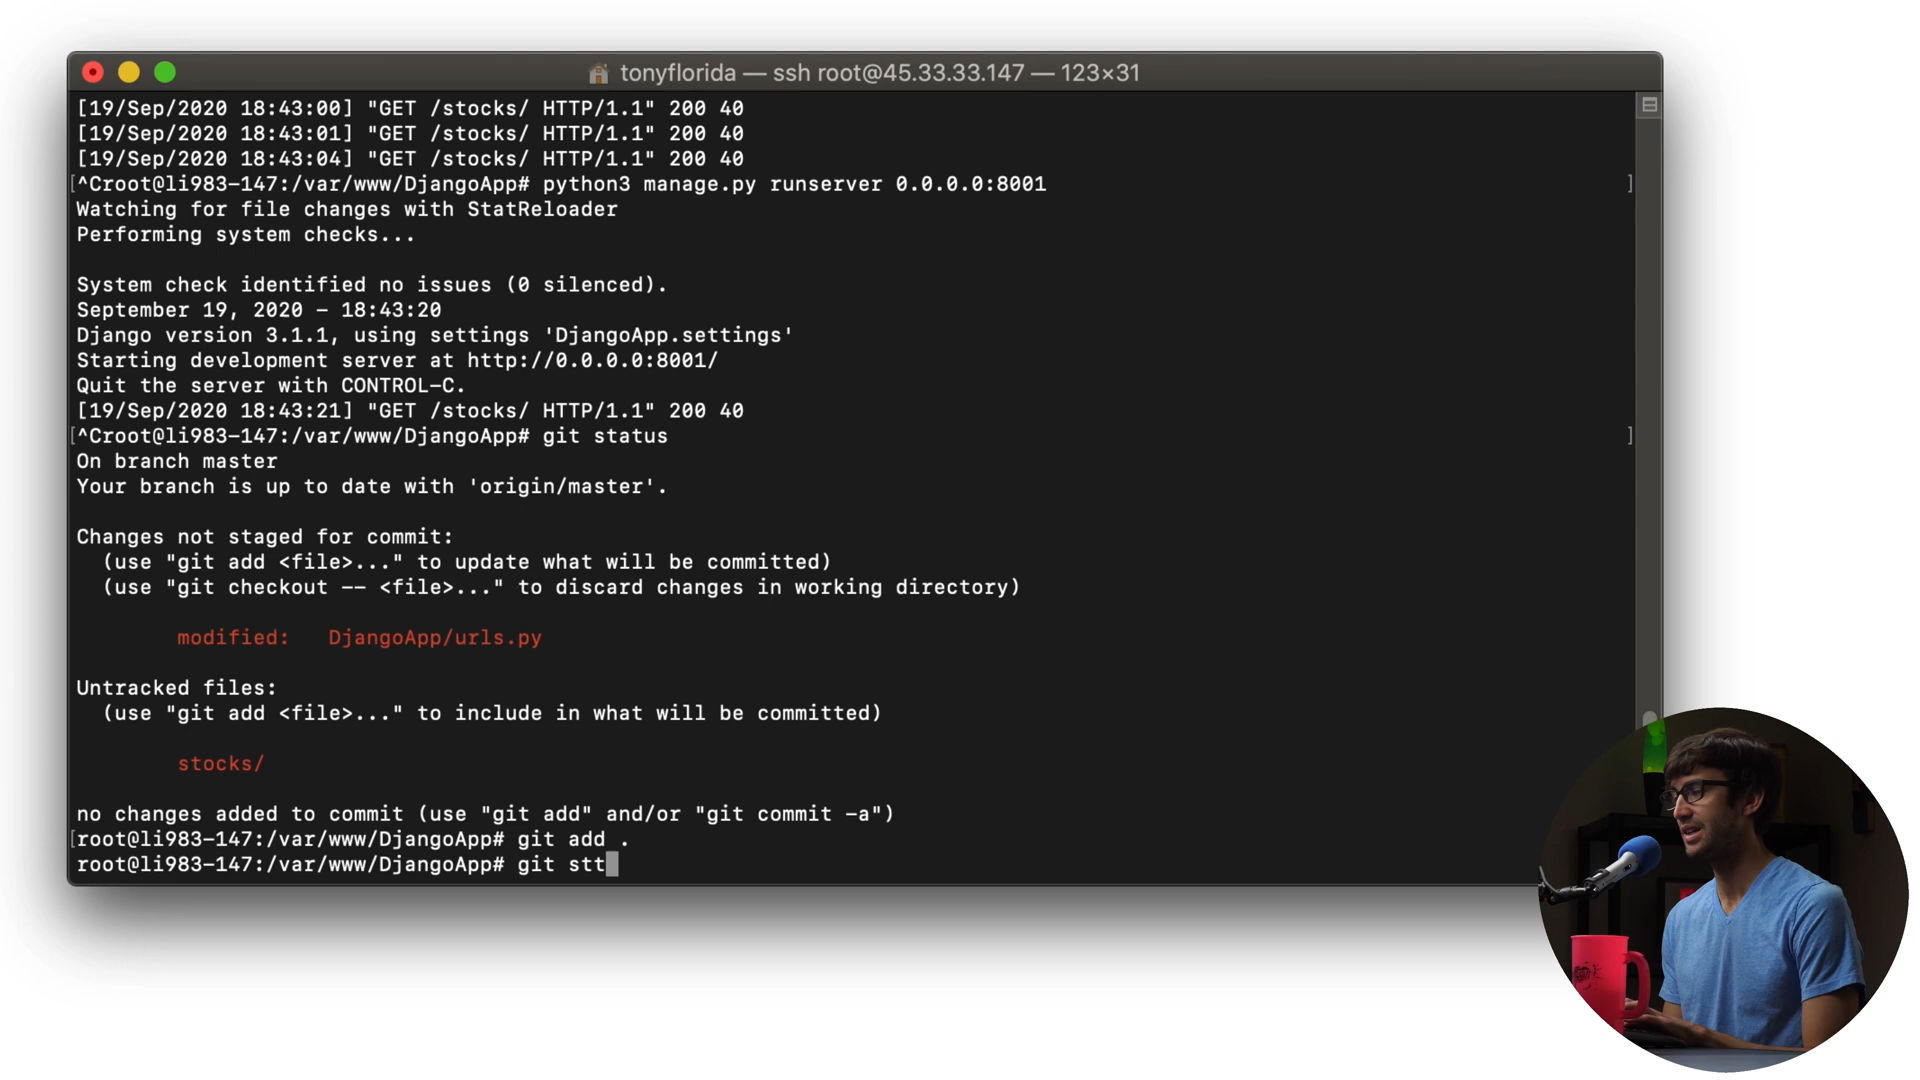 tonyflorida — ssh root@45.33.33.147 — 123×31
[19/Sep/2020 18:43:00] "GET /stocks/ HTTP/1.1" 200 40
[19/Sep/2020 18:43:01] "GET /stocks/ HTTP/1.1" 200 40
[19/Sep/2020 18:43:04] "GET /stocks/ HTTP/1.1" 200 40
[^Croot@li983-147:/var/www/DjangoApp# python3 manage.py runserver 0.0.0.0:8001 ]
Watching for file changes with StatReloader
Performing system checks...
System check identified no issues (0 silenced).
September 19, 2020 - 18:43:20
Django version 3.1.1, using settings 'DjangoApp.settings'
Starting development server at http://0.0.0.0:8001/
Quit the server with CONTROL-C.
[19/Sep/2020 18:43:21] "GET /stocks/ HTTP/1.1" 200 40
[^Croot@li983-147:/var/www/DjangoApp# git status ]
On branch master
Your branch is up to date with 'origin/master'.
Changes not staged for commit:
(use "git add <file>..." to update what will be committed)
(use "git checkout -- <file>..." to discard changes in working directory)
modified: DjangoApp/urls.py
Untracked files:
(use "git add <file>..." to include in what will be committed)
stocks/
no changes added to commit (use "git add" and/or "git commit -a")
[root@li983-147:/var/www/DjangoApp# git add .
root@li983-147:/var/www/DjangoApp# git stt